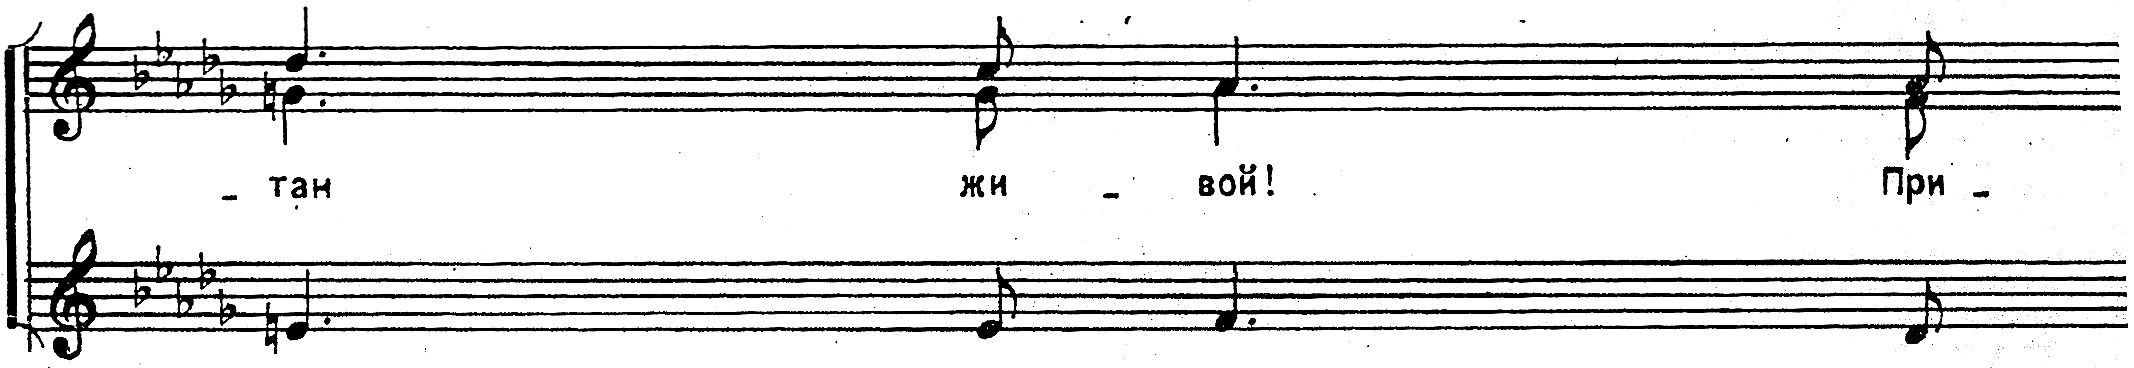 - тан жи - вой! При -